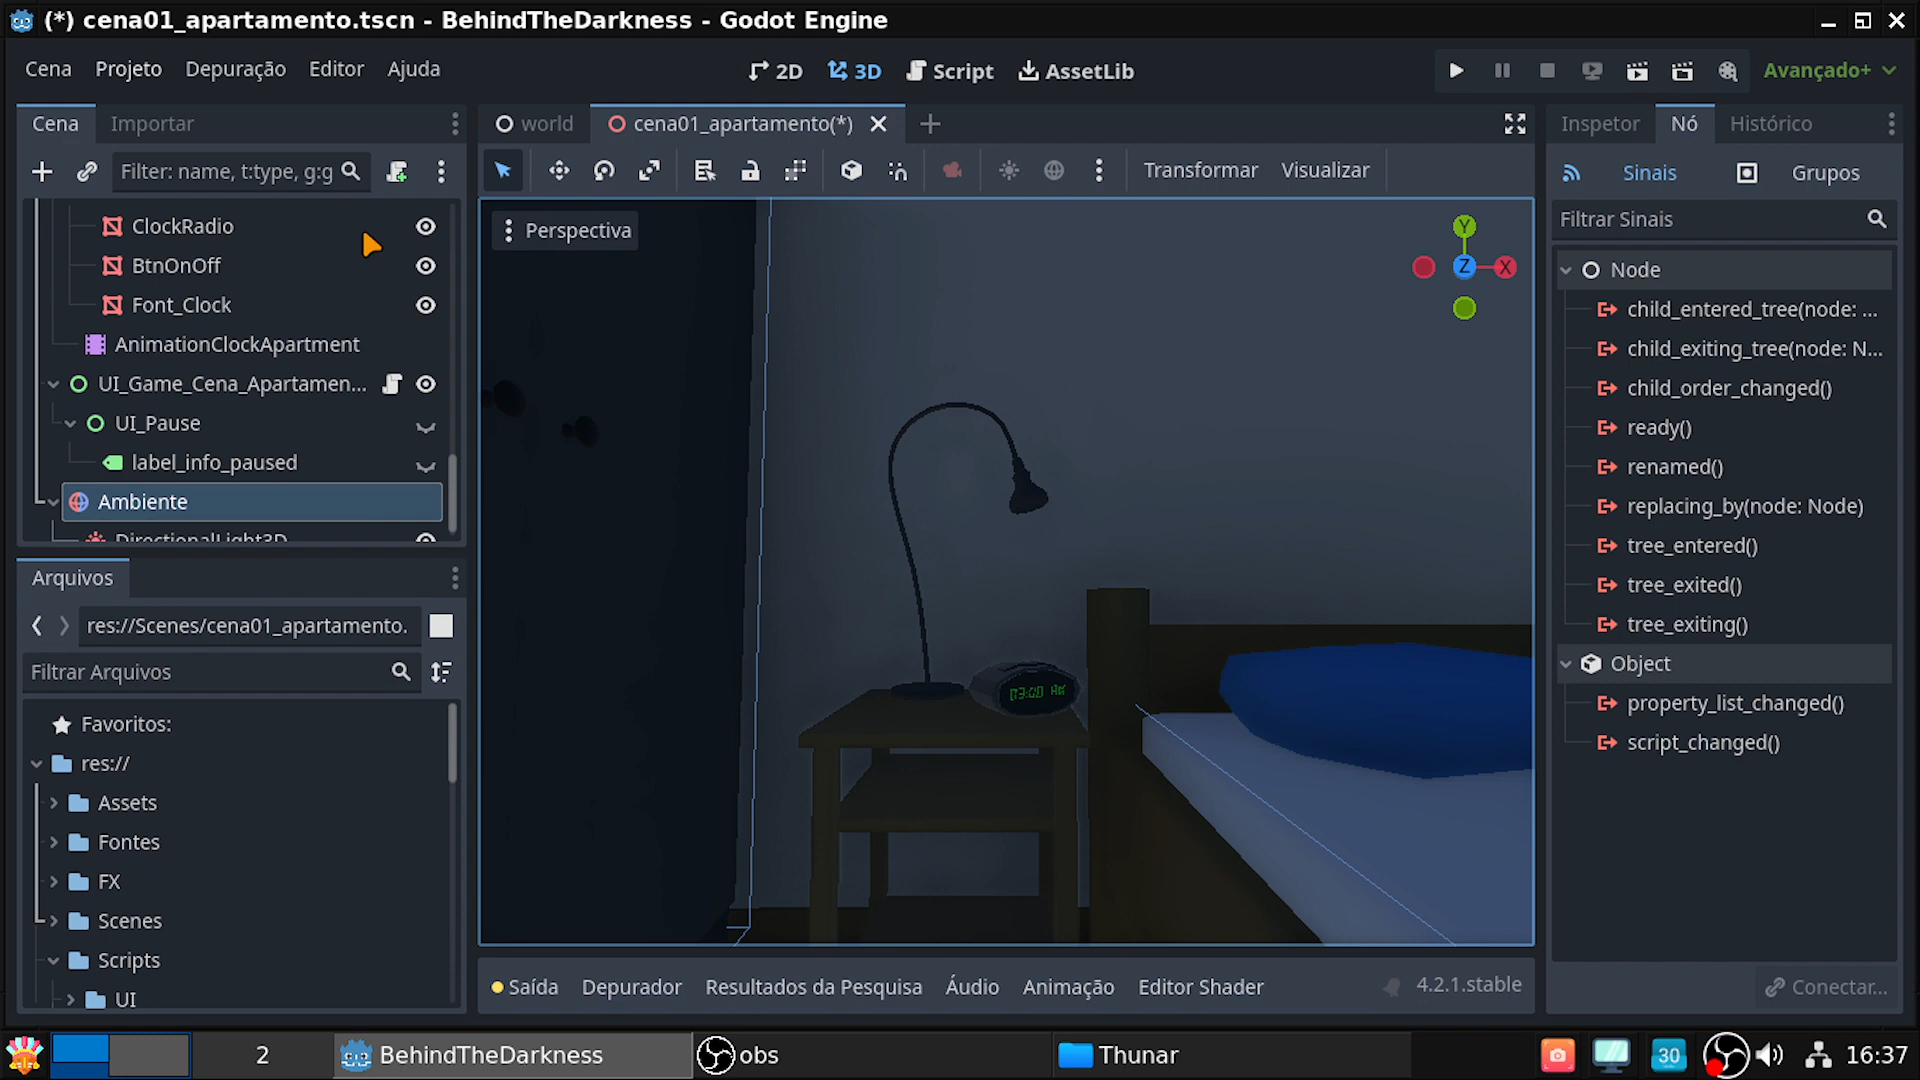 (*) cena01_apartamento.tscn - BehindTheDarkness - Godot Engine
Cena Projeto Depuração Editor Ajuda
2D 3D Script AssetLib
Avançado+
Cena Importar
world cena01_apartamento(*)
Inspetor Nó Histórico
Filter: name, t:type, g:g
Transformar Visualizar
Sinais Grupos
Perspectiva
Filtrar Sinais
Y
Z
X
ClockRadio
BtnOnOff
Font_Clock
AnimationClockApartment
UI_Game_Cena_Apartamen...
UI_Pause
label_info_paused
Ambiente
DirectionalLight3D
Node
child_entered_tree(node: ...
child_exiting_tree(node: N...
child_order_changed()
ready()
renamed()
replacing_by(node: Node)
tree_entered()
tree_exited()
tree_exiting()
Object
property_list_changed()
script_changed()
03:00 AM
Arquivos
res://Scenes/cena01_apartamento.
Filtrar Arquivos
Favoritos:
res://
Assets
Fontes
FX
Scenes
Scripts
UI
Saída Depurador Resultados da Pesquisa Áudio Animação Editor Shader
4.2.1.stable
Conectar...
2
BehindTheDarkness
obs
Thunar
30
16:37